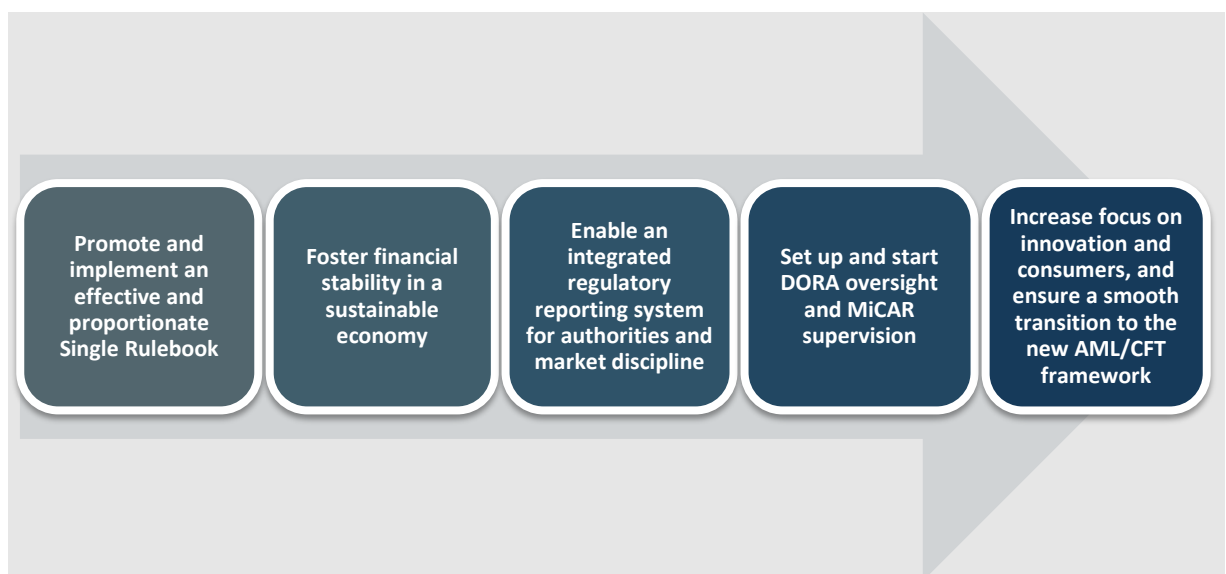 Promote and
implement an
effective and
proportionate
Single Rulebook
Foster financial
stability in a
sustainable
economy
Enable an
integrated
regulatory
reporting system
for authorities and
market discipline
Set up and start
DORA oversight
and MiCAR
supervision
Increase focus on
innovation and
consumers, and
ensure a smooth
transition to the
new AML/CFT
framework